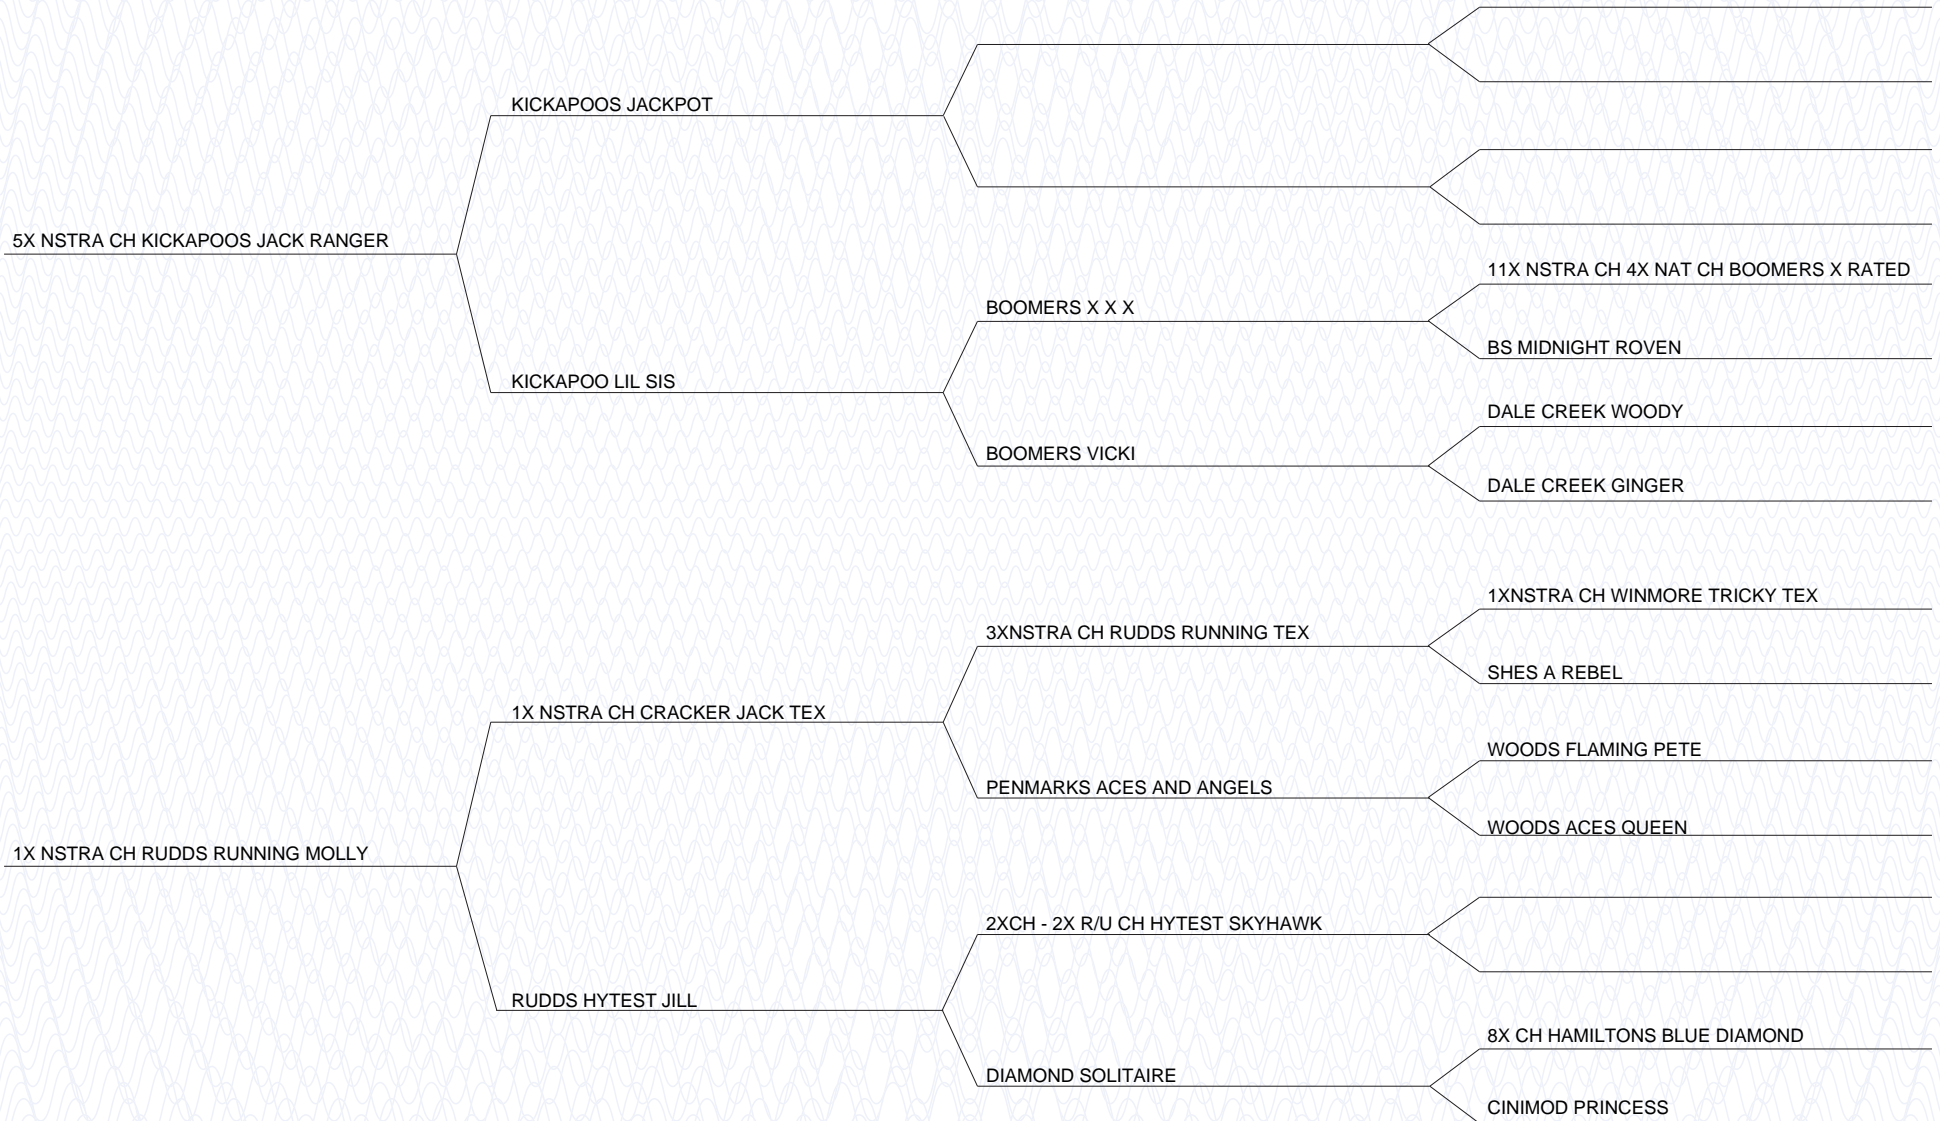 KICKAPOOS JACKPOT
5X NSTRA CH KICKAPOOS JACK RANGER
11X NSTRA CH 4X NAT CH BOOMERS X RATED
BOOMERS X X X
BS MIDNIGHT ROVEN
KICKAPOO LIL SIS
DALE CREEK WOODY
BOOMERS VICKI
DALE CREEK GINGER
1XNSTRA CH WINMORE TRICKY TEX
3XNSTRA CH RUDDS RUNNING TEX
SHES A REBEL
1X NSTRA CH CRACKER JACK TEX
WOODS FLAMING PETE
PENMARKS ACES AND ANGELS
WOODS ACES QUEEN
1X NSTRA CH RUDDS RUNNING MOLLY
2XCH - 2X R/U CH HYTEST SKYHAWK
RUDDS HYTEST JILL
8X CH HAMILTONS BLUE DIAMOND
DIAMOND SOLITAIRE
CINIMOD PRINCESS